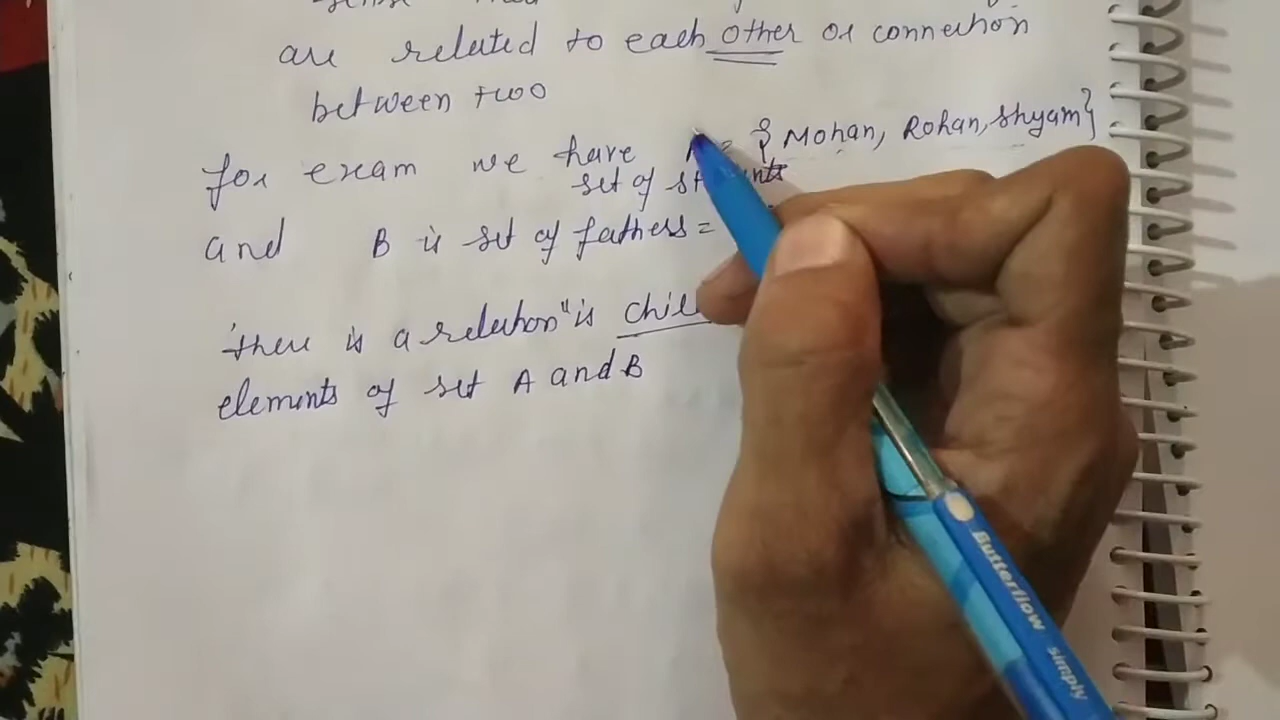 are related to each other or connection
between two
for exam we have = { Mohan, Rohan, Shyam}
set of
and B is set of fathers =
there is a relation "is
elements of set A and B
Butterflow simply